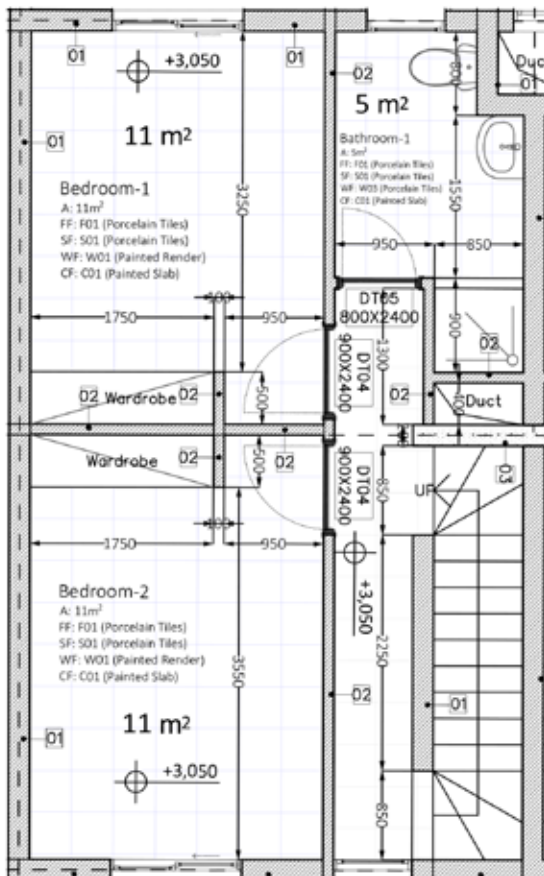 01
01
02
Duct
01
+3,050
800
5 m²
11 m²
01
Bathroom-1
A: 5m²
FF: F01 (Porcelain Tiles)
SF: S01 (Porcelain Tiles)
WF: W03 (Porcelain Tiles)
CF: C01 (Painted Slab)
Bedroom-1
A: 11m²
FF: F01 (Porcelain Tiles)
SF: S01 (Porcelain Tiles)
WF: W01 (Painted Render)
CF: C01 (Painted Slab)
3250
1550
950
850
DT05
800X2400
100
1750
950
900
1300
DT04
900X2400
02
02
Wardrobe
02
500
02
400
Duct
Wardrobe
02
500
02
DT04
900X2400
850
03
UP
100
1750
950
+3,050
Bedroom-2
A: 11m²
FF: F01 (Porcelain Tiles)
SF: S01 (Porcelain Tiles)
WF: W01 (Painted Render)
CF: C01 (Painted Slab)
3550
2250
02
01
11 m²
01
+3,050
850